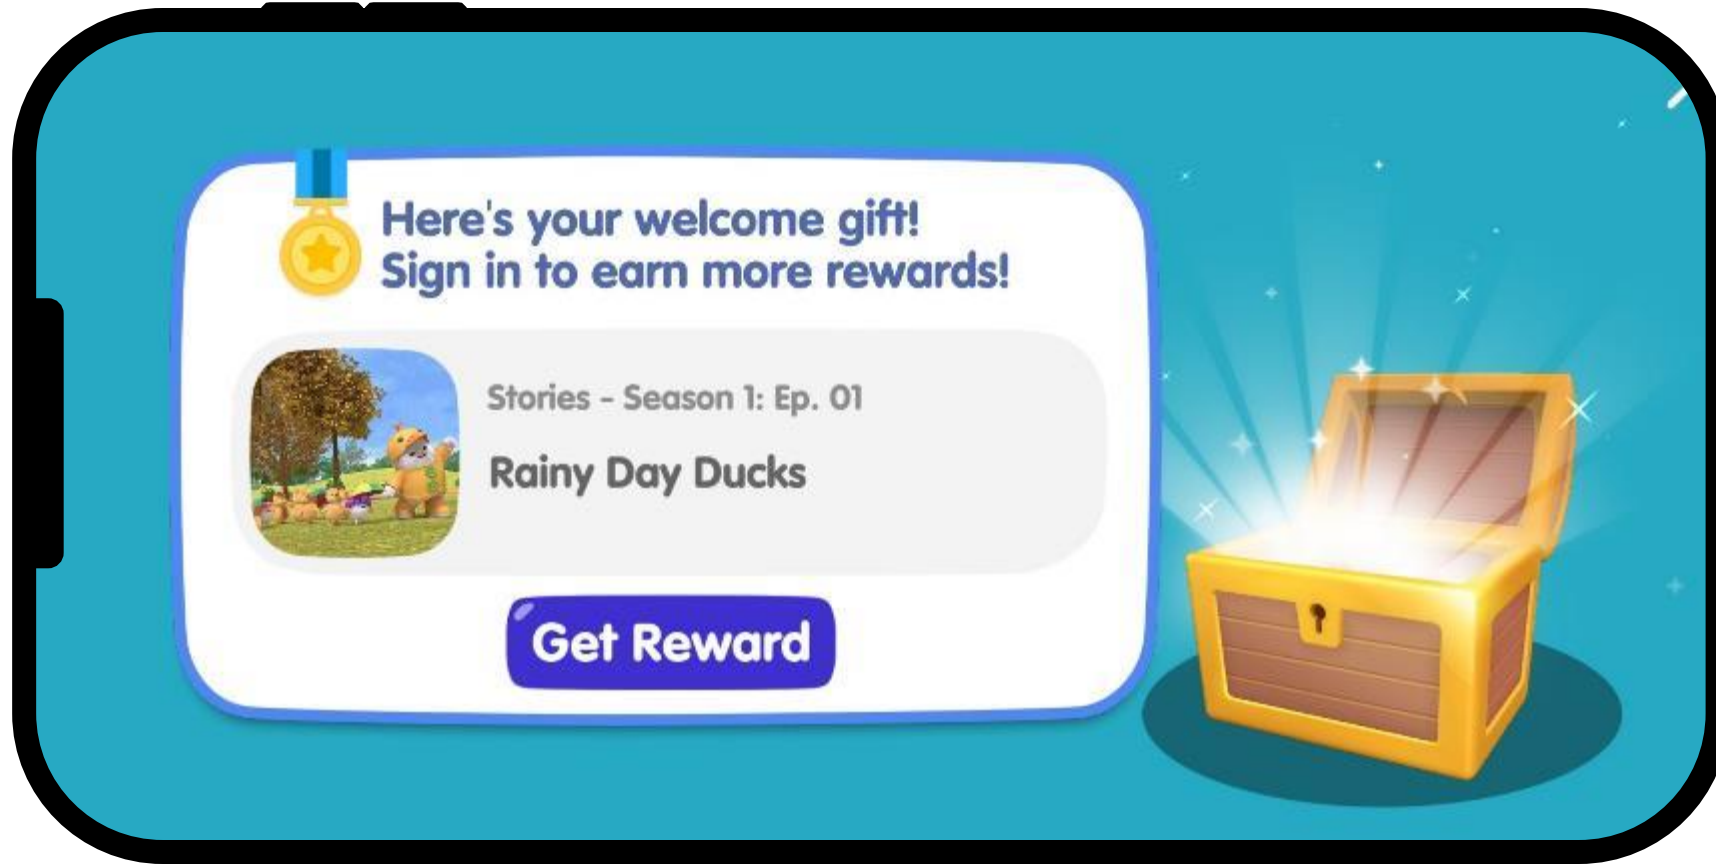 Here's your welcome gift!
Sign in to earn more rewards!
Stories - Season 1: Ep. 01
Rainy Day Ducks
Get Reward